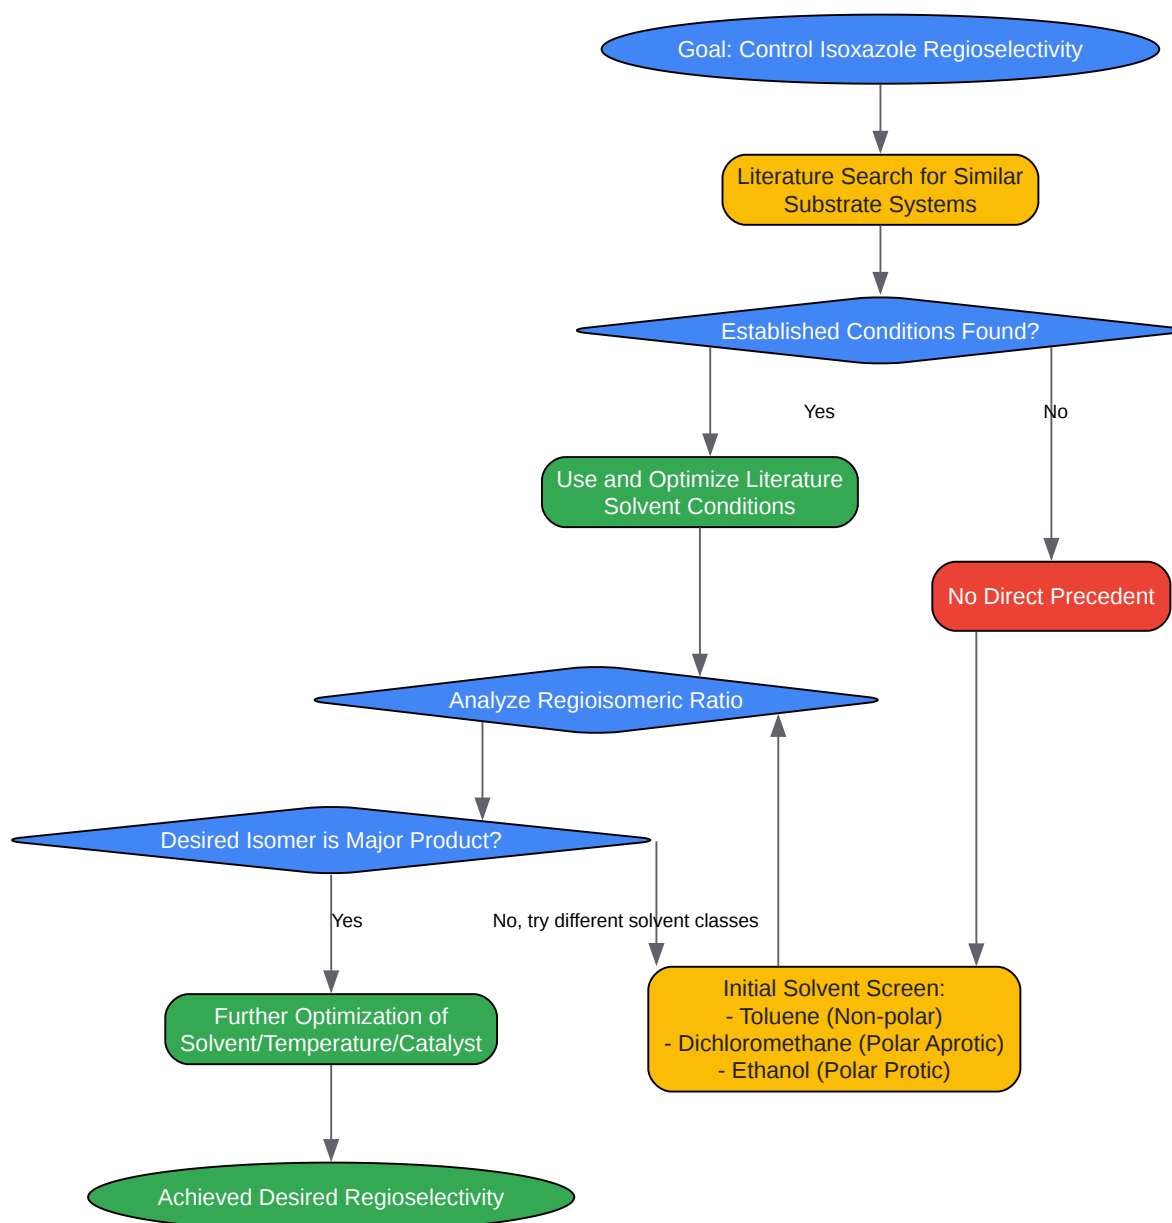 Goal: Control Isoxazole Regioselectivity
Literature Search for Similar
Substrate Systems
Established Conditions Found?
Yes
No
Use and Optimize Literature
Solvent Conditions
No Direct Precedent
Analyze Regioisomeric Ratio
Desired Isomer is Major Product?
Yes
No, try different solvent classes
Initial Solvent Screen:
- Toluene (Non-polar)
- Dichloromethane (Polar Aprotic)
- Ethanol (Polar Protic)
Further Optimization of
Solvent/Temperature/Catalyst
Achieved Desired Regioselectivity